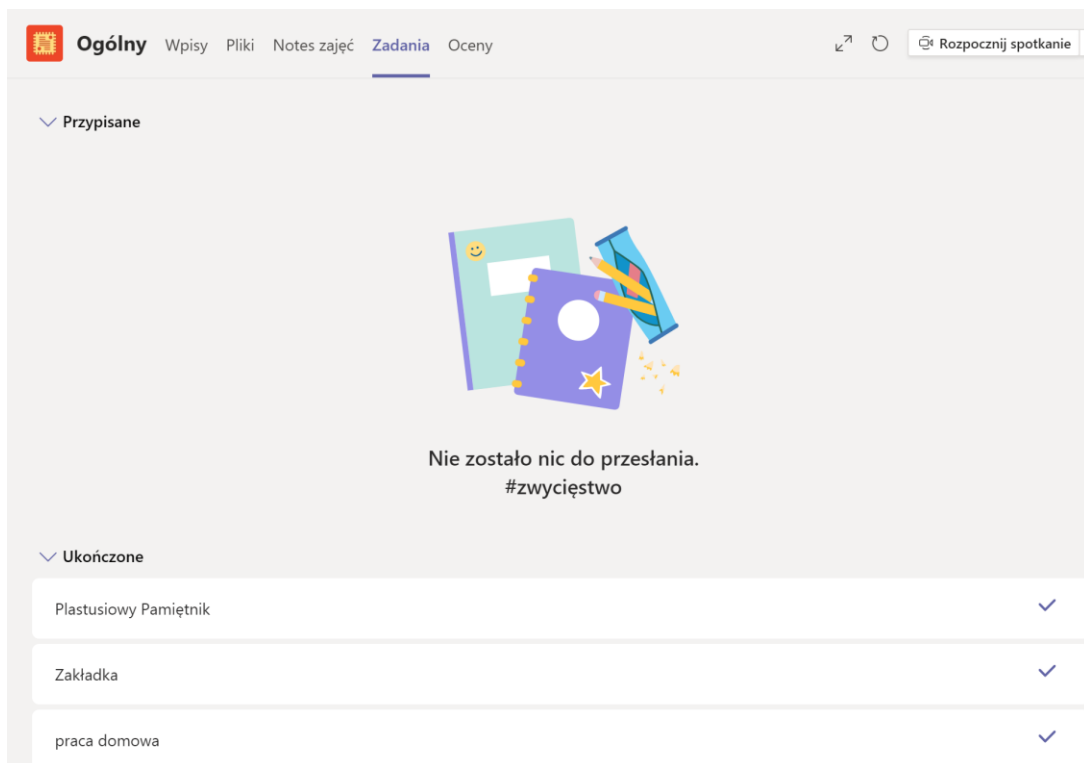 Ogólny Wpisy Pliki Notes zajęć Zadania Oceny Rozpocznij spotkanie
Przypisane
Nie zostało nic do przesłania.
#zwycięstwo
Ukończone
Plastusiowy Pamiętnik
Zakładka
praca domowa